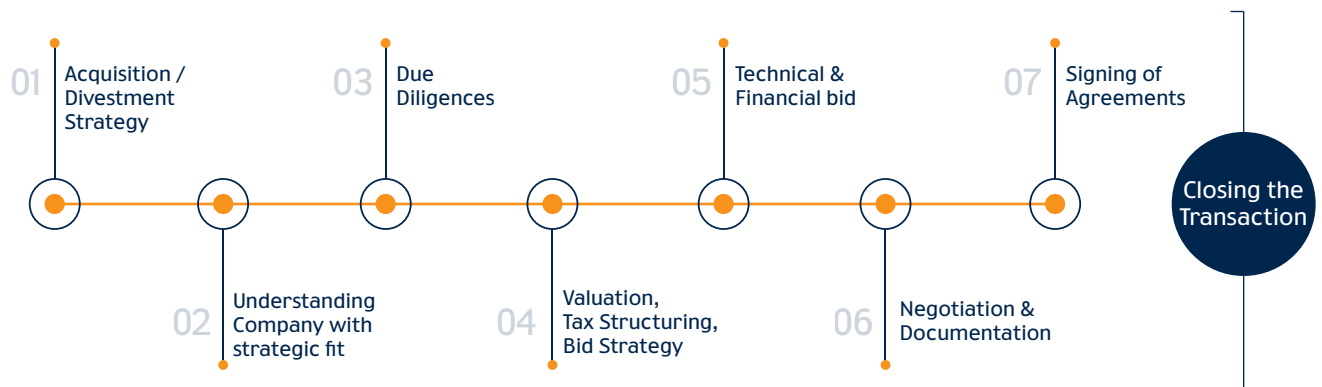 01
Acquisition /
Divestment
Strategy
02
Understanding
Company with
strategic fit
03
Due
Diligences
04
Valuation,
Tax Structuring,
Bid Strategy
05
Technical &
Financial bid
06
Negotiation &
Documentation
07
Signing of
Agreements
Closing the
Transaction